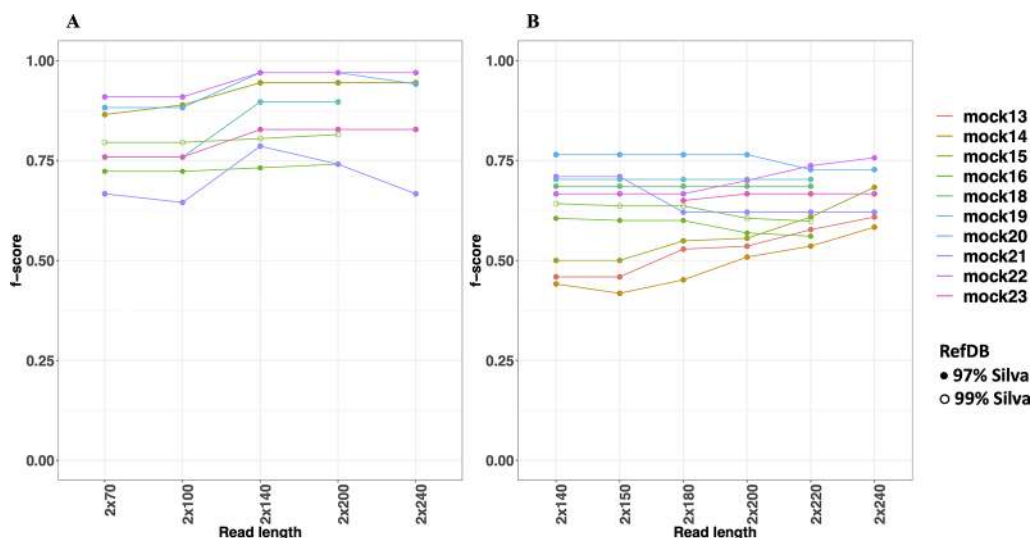 A
f-score
1.00
0.75
0.50
0.25
0.00
2x70
2x100
2x140
2x200
2x240
Read length
B
f-score
1.00
0.75
0.50
0.25
0.00
2x140
2x150
2x180
2x200
2x220
2x240
Read length
mock13
mock14
mock15
mock16
mock18
mock19
mock20
mock21
mock22
mock23
RefDB
97% Silva
99% Silva